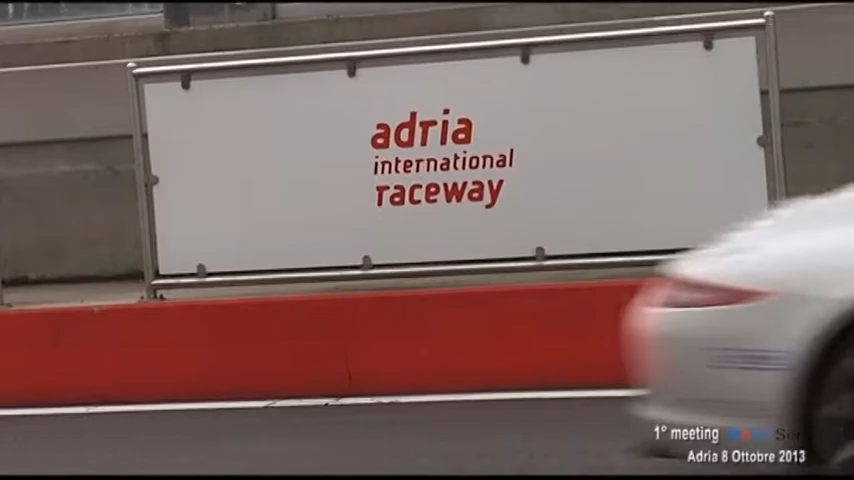 adria
international
raceway
1° meeting
Adria 8 Ottobre 2013